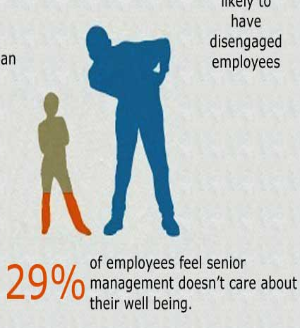 likely to
have
disengaged
employees
an
29%
of employees feel senior
management doesn't care about
their well being.